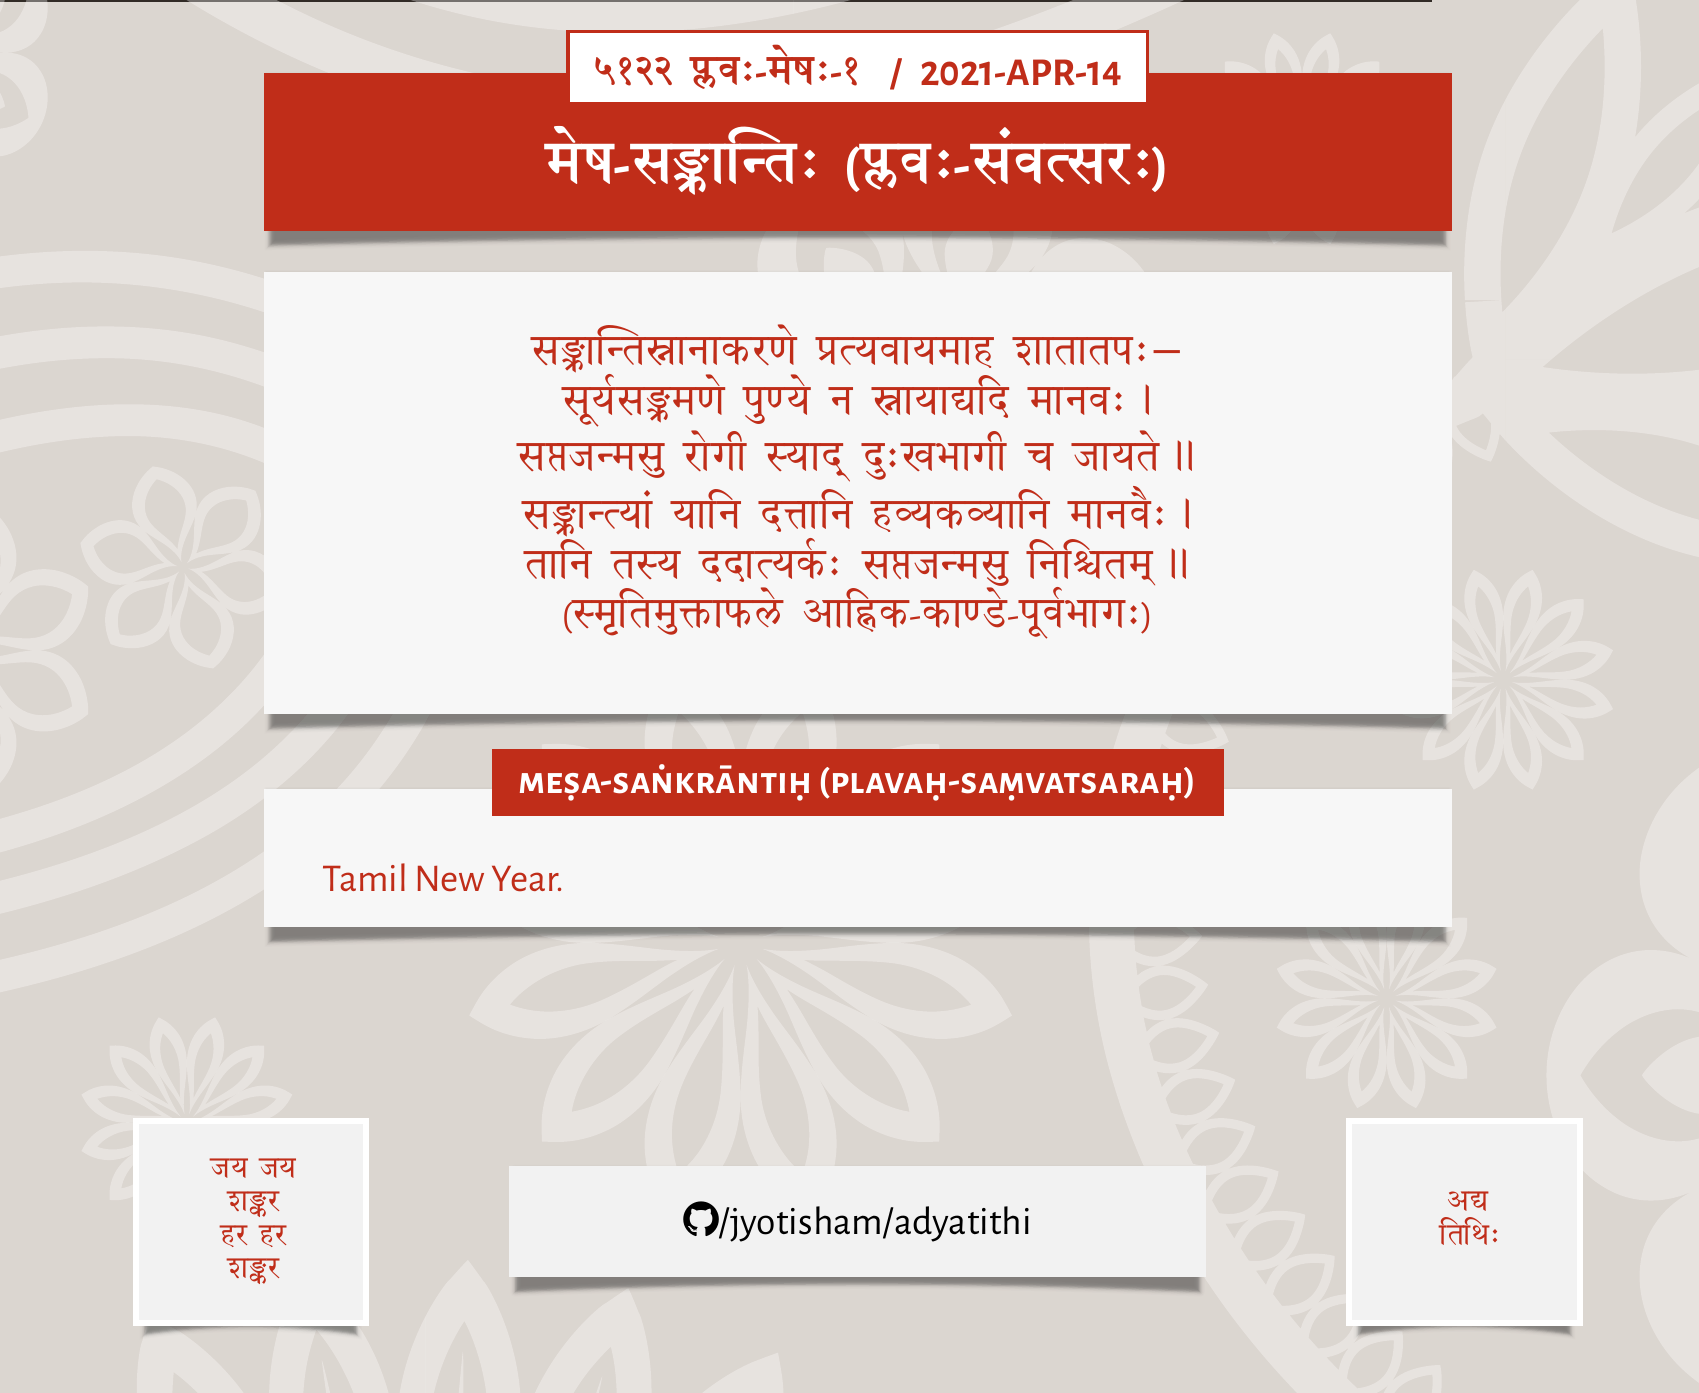 ५१२२ प्लवः-मेषः-१ / 2021-APR-14
मेष-सङ्क्रान्तिः (प्लवः-संवत्सरः)
सङ्क्रान्तिस्नानाकरणे प्रत्यवायमाह शातातपः—
सूर्यसङ्क्रमणे पुण्ये न स्नायाद्यदि मानवः ।
सप्तजन्मसु रोगी स्याद् दुःखभागी च जायते ॥
सङ्क्रान्त्यां यानि दत्तानि हव्यकव्यानि मानवैः ।
तानि तस्य ददात्यर्कः सप्तजन्मसु निश्चितम् ॥
(स्मृतिमुक्ताफले आह्निक-काण्डे-पूर्वभागः)
MEṢA-SAṄKRĀNTIḤ (PLAVAḤ-SAṂVATSARAḤ)
Tamil New Year.
जय जय
शङ्कर
हर हर
शङ्कर
/jyotisham/adyatithi
अद्य
तिथिः